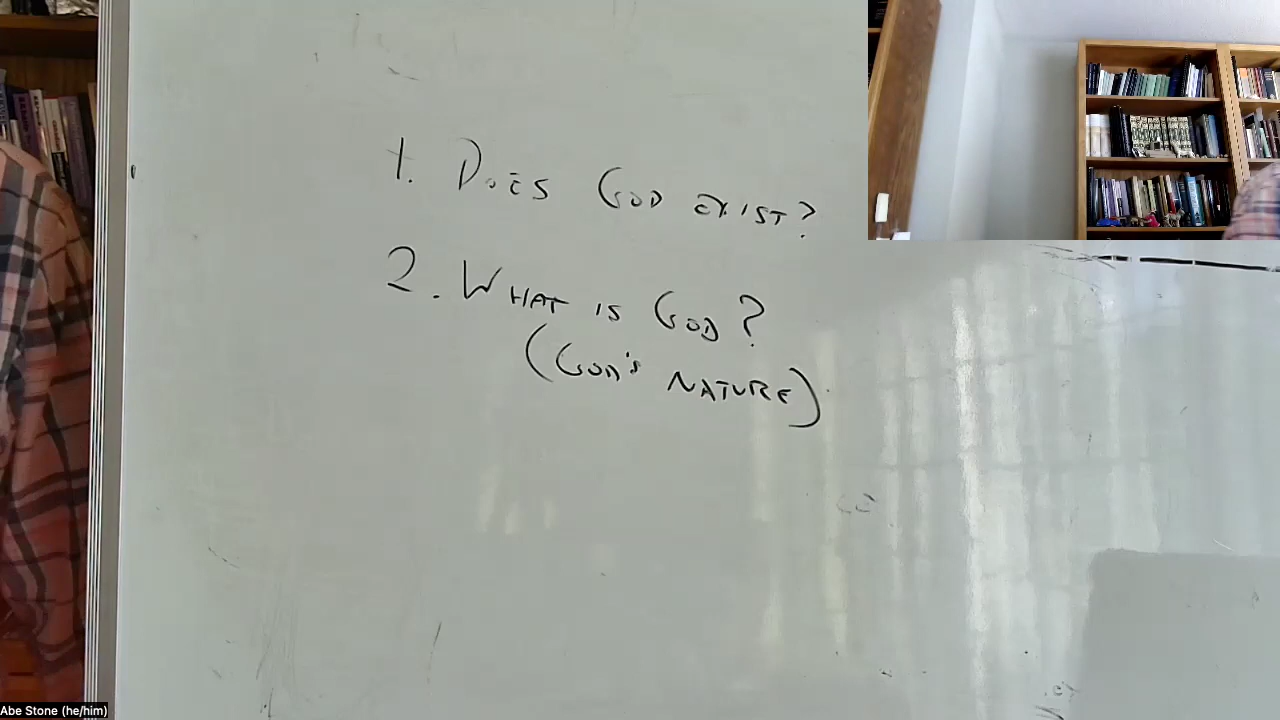 1. DOES GOD EXIST?
2. WHAT IS GOD?
(GOD'S NATURE)
Abe Stone (he/him)